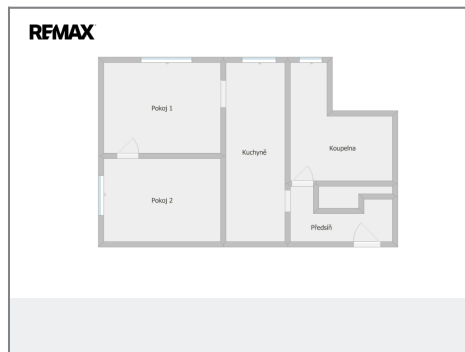 RE/MAX
Pokoj 1
Kuchyně
Koupelna
Pokoj 2
Předsíň